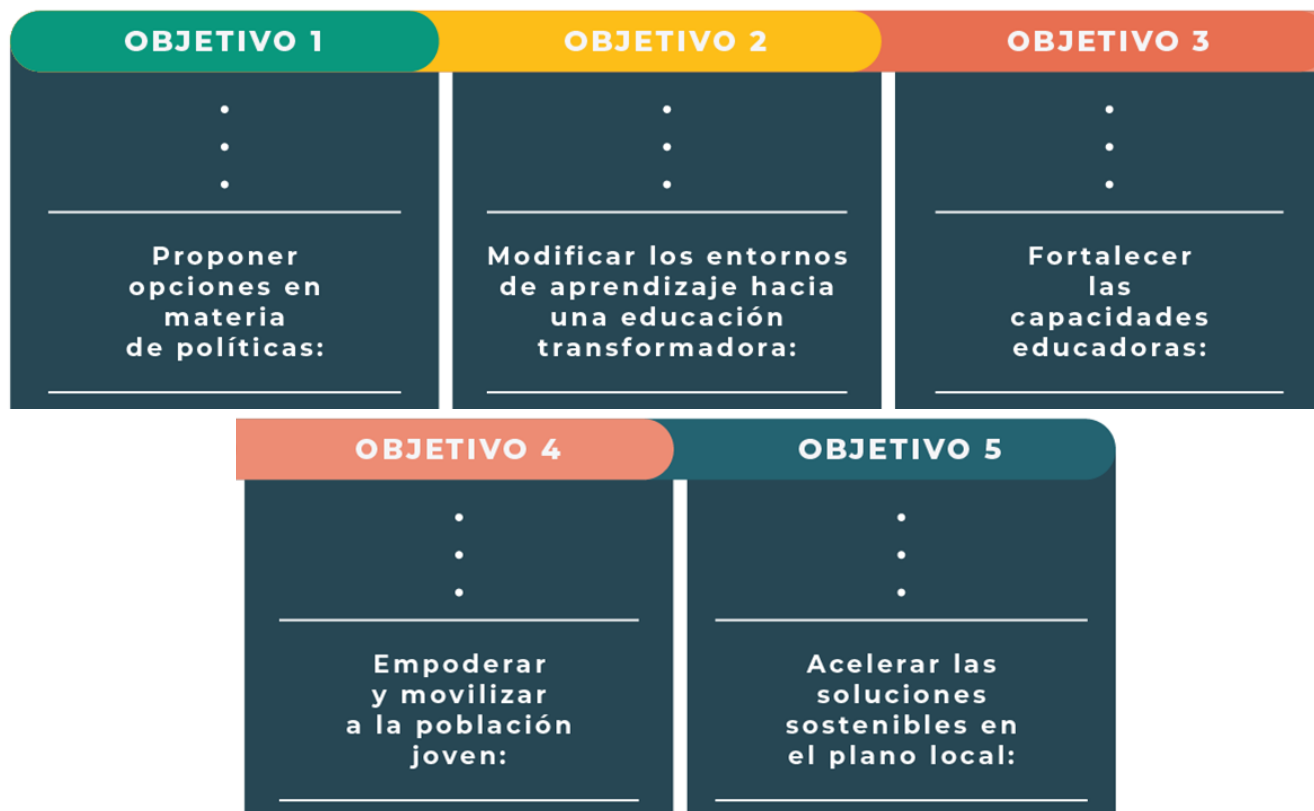 OBJETIVO 1
Proponer
opciones en
materia
de políticas:
OBJETIVO 2
Modificar los entornos
de aprendizaje hacia
una educación
transformadora:
OBJETIVO 3
Fortalecer
las
capacidades
educadoras:
OBJETIVO 4
Empoderar
y movilizar
a la población
joven:
OBJETIVO 5
Acelerar las
soluciones
sostenibles en
el plano local: